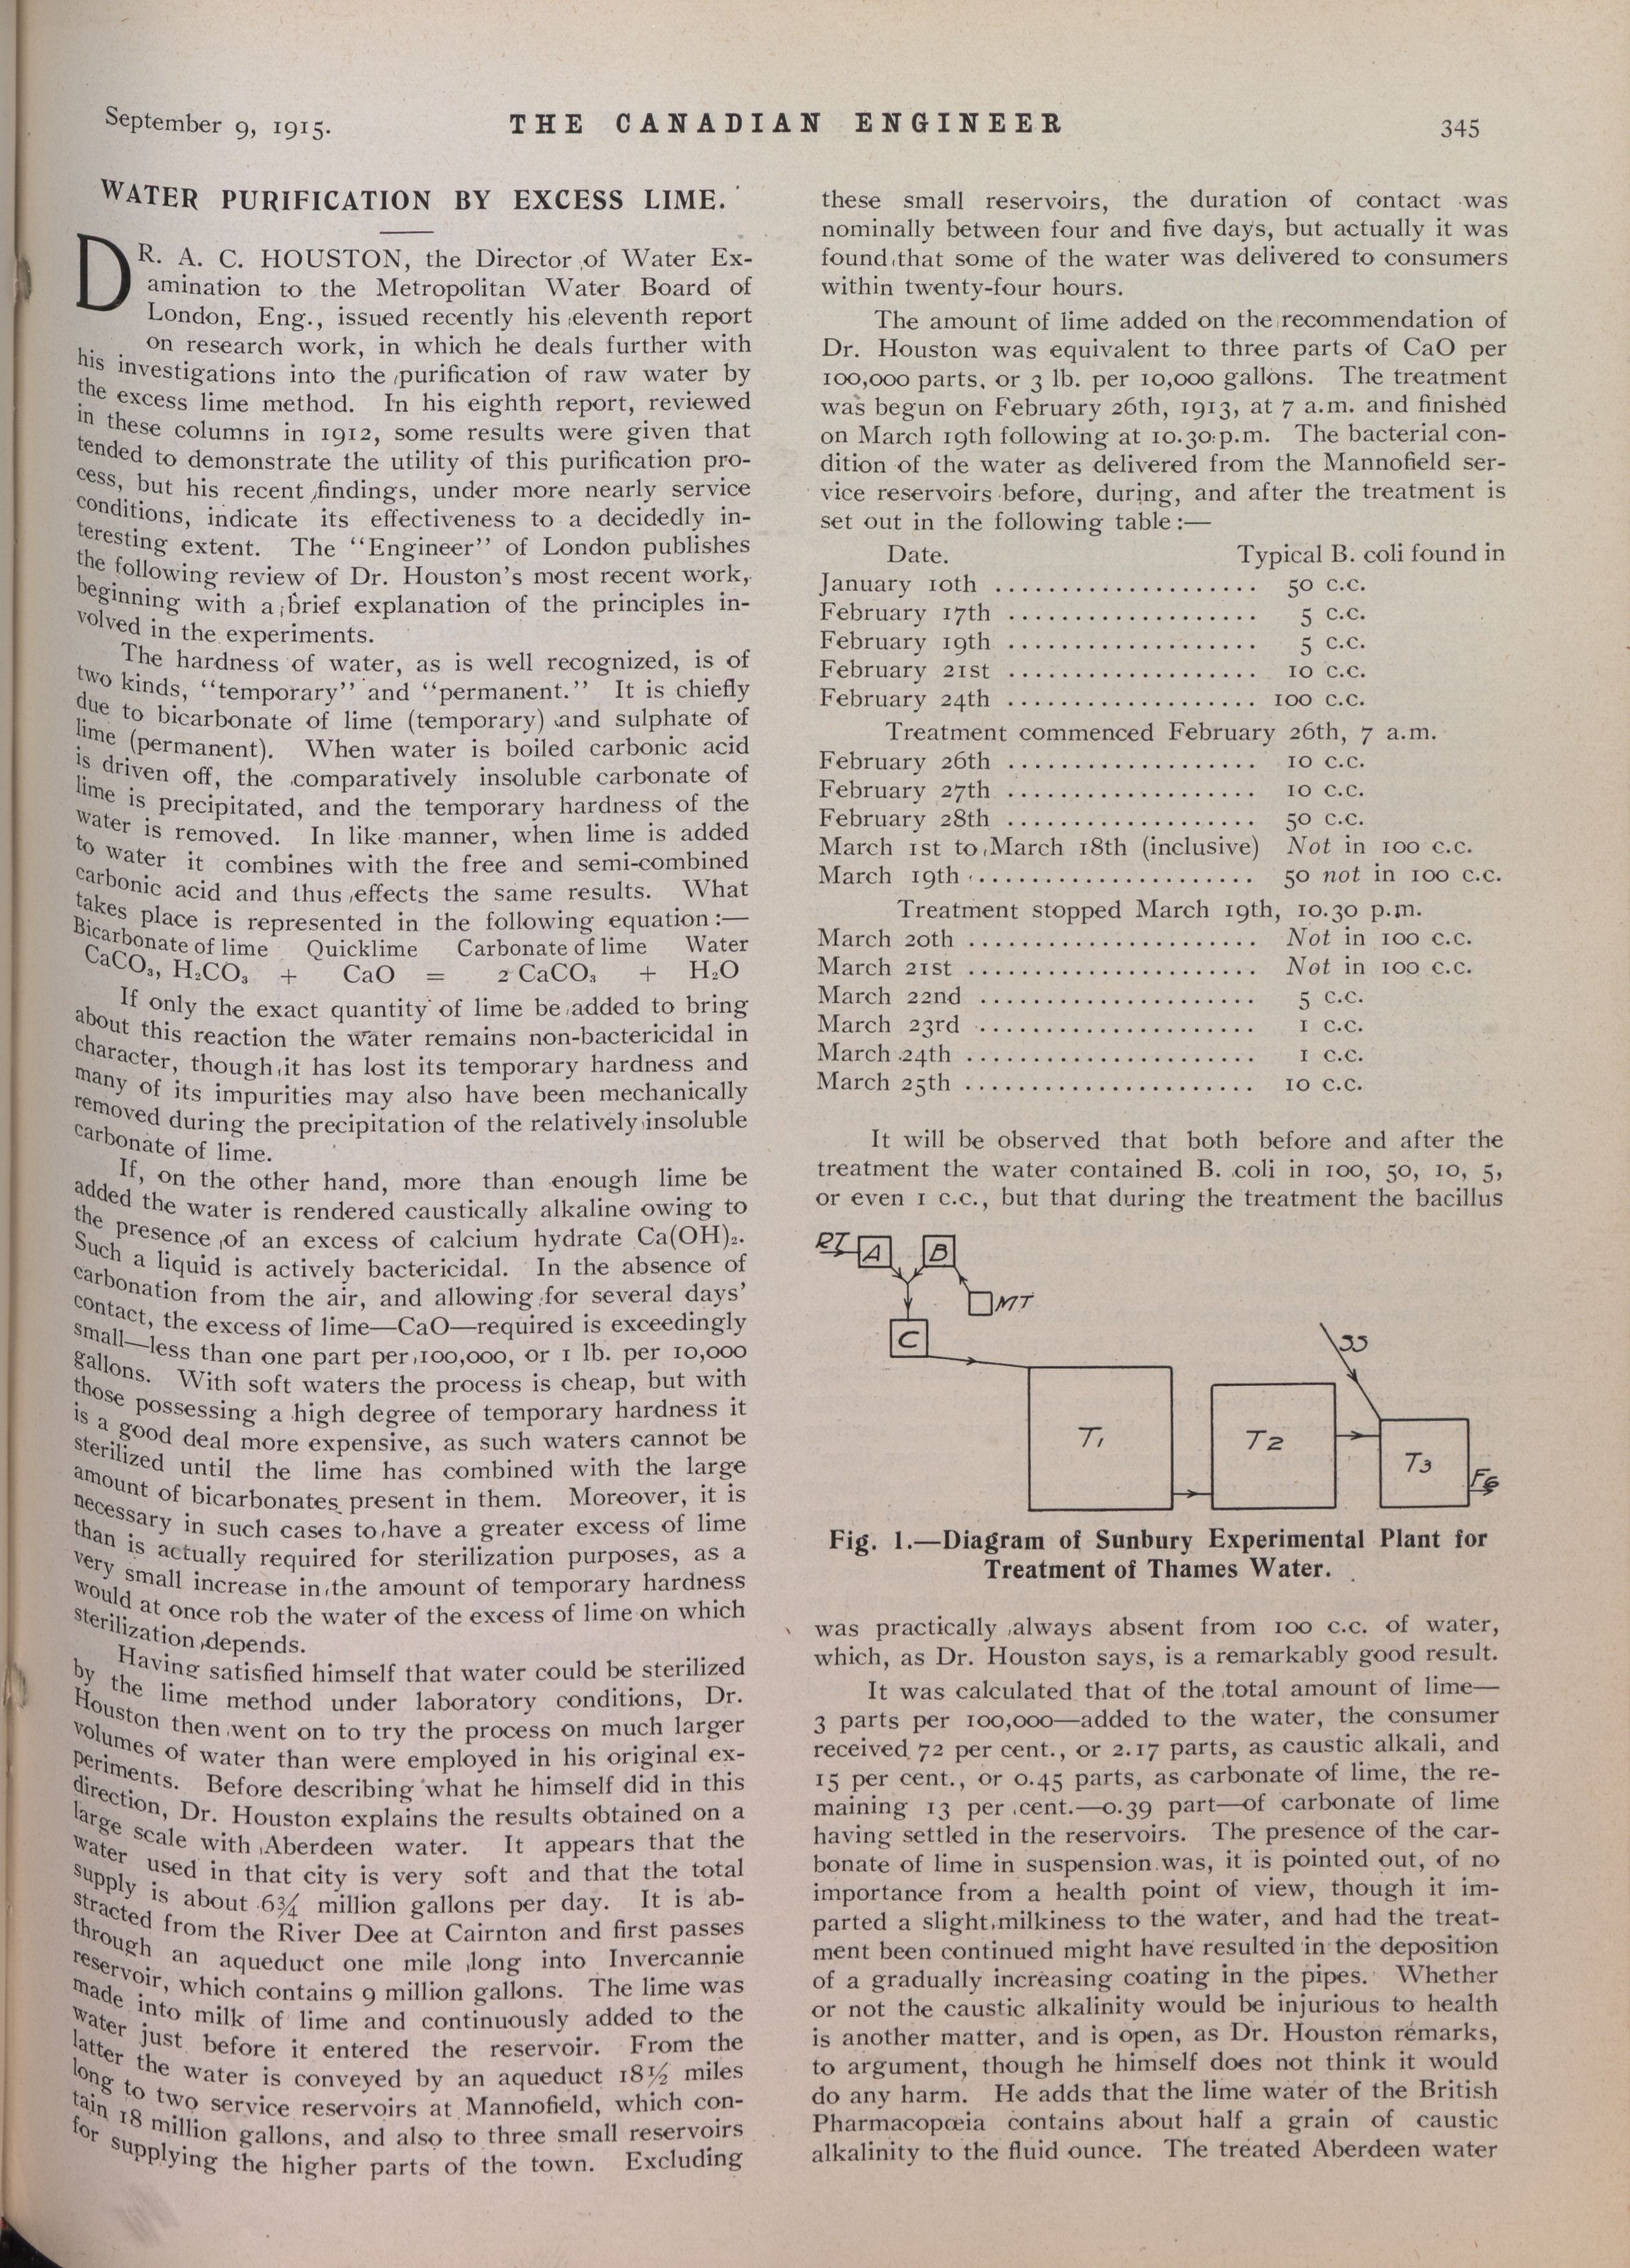 September 9, 1915.
THE CANADIAN ENGINEER
345
WATER PURIFICATION BY EXCESS LIME.
DR. A. C. HOUSTON, the Director of Water Ex-
amination to the Metropolitan Water Board of
London, Eng., issued recently his eleventh report
on research work, in which he deals further with
his investigations into the purification of raw water by
the excess lime method. In his eighth report, reviewed
in these columns in 1912, some results were given that
tended to demonstrate the utility of this purification pro-
cess, but his recent findings, under more nearly service
conditions, indicate its effectiveness to a decidedly in-
teresting extent. The "Engineer" of London publishes
the following review of Dr. Houston's most recent work,
beginning with a brief explanation of the principles in-
volved in the experiments.
The hardness of water, as is well recognized, is of
two kinds, "temporary" and "permanent." It is chiefly
due to bicarbonate of lime (temporary) and sulphate of
lime (permanent). When water is boiled carbonic acid
is driven off, the comparatively insoluble carbonate of
lime is precipitated, and the temporary hardness of the
water is removed. In like manner, when lime is added
to water it combines with the free and semi-combined
carbonic acid and thus effects the same results. What
takes place is represented in the following equation:—
Bicarbonate of lime Quicklime Carbonate of lime Water
CaCO₃, H₂CO₃ + CaO = 2 CaCO₃ + H₂O
If only the exact quantity of lime be added to bring
about this reaction the water remains non-bactericidal in
character, though it has lost its temporary hardness and
many of its impurities may also have been mechanically
removed during the precipitation of the relatively insoluble
carbonate of lime.
If, on the other hand, more than enough lime be
added the water is rendered caustically alkaline owing to
the presence of an excess of calcium hydrate Ca(OH)₂.
Such a liquid is actively bactericidal. In the absence of
carbonation from the air, and allowing for several days'
contact, the excess of lime—CaO—required is exceedingly
small—less than one part per 100,000, or 1 lb. per 10,000
gallons. With soft waters the process is cheap, but with
those possessing a high degree of temporary hardness it
is a good deal more expensive, as such waters cannot be
sterilized until the lime has combined with the large
amount of bicarbonates present in them. Moreover, it is
necessary in such cases to have a greater excess of lime
than is actually required for sterilization purposes, as a
very small increase in the amount of temporary hardness
would at once rob the water of the excess of lime on which
sterilization depends.
Having satisfied himself that water could be sterilized
by the lime method under laboratory conditions, Dr.
Houston then went on to try the process on much larger
volumes of water than were employed in his original ex-
periments. Before describing what he himself did in this
direction, Dr. Houston explains the results obtained on a
large scale with Aberdeen water. It appears that the
water used in that city is very soft and that the total
supply is about 6¾ million gallons per day. It is ab-
stracted from the River Dee at Cairnton and first passes
through an aqueduct one mile long into Invercannie
reservoir, which contains 9 million gallons. The lime was
made into milk of lime and continuously added to the
water just before it entered the reservoir. From the
latter the water is conveyed by an aqueduct 18½ miles
long to two service reservoirs at Mannofield, which con-
tain 18 million gallons, and also to three small reservoirs
for supplying the higher parts of the town. Excluding
these small reservoirs, the duration of contact was
nominally between four and five days, but actually it was
found that some of the water was delivered to consumers
within twenty-four hours.
The amount of lime added on the recommendation of
Dr. Houston was equivalent to three parts of CaO per
100,000 parts, or 3 lb. per 10,000 gallons. The treatment
was begun on February 26th, 1913, at 7 a.m. and finished
on March 19th following at 10.30 p.m. The bacterial con-
dition of the water as delivered from the Mannofield ser-
vice reservoirs before, during, and after the treatment is
set out in the following table:—
Date. Typical B. coli found in
January 10th ..................... 50 c.c.
February 17th ................... 5 c.c.
February 19th ................... 5 c.c.
February 21st ................... 10 c.c.
February 24th ................... 100 c.c.
Treatment commenced February 26th, 7 a.m.
February 26th ................... 10 c.c.
February 27th ................... 10 c.c.
February 28th ................... 50 c.c.
March 1st to March 18th (inclusive) Not in 100 c.c.
March 19th ...................... 50 not in 100 c.c.
Treatment stopped March 19th, 10.30 p.m.
March 20th ...................... Not in 100 c.c.
March 21st ...................... Not in 100 c.c.
March 22nd ..................... 5 c.c.
March 23rd ..................... 1 c.c.
March 24th ...................... 1 c.c.
March 25th ...................... 10 c.c.
It will be observed that both before and after the
treatment the water contained B. coli in 100, 50, 10, 5,
or even 1 c.c., but that during the treatment the bacillus
RI A B
MT
C
T1 T2 T3
Fig. 1.—Diagram of Sunbury Experimental Plant for
Treatment of Thames Water.
was practically always absent from 100 c.c. of water,
which, as Dr. Houston says, is a remarkably good result.
It was calculated that of the total amount of lime—
3 parts per 100,000—added to the water, the consumer
received 72 per cent., or 2.17 parts, as caustic alkali, and
15 per cent., or 0.45 parts, as carbonate of lime, the re-
maining 13 per cent.—0.39 part—of carbonate of lime
having settled in the reservoirs. The presence of the car-
bonate of lime in suspension was, it is pointed out, of no
importance from a health point of view, though it im-
parted a slight milkiness to the water, and had the treat-
ment been continued might have resulted in the deposition
of a gradually increasing coating in the pipes. Whether
or not the caustic alkalinity would be injurious to health
is another matter, and is open, as Dr. Houston remarks,
to argument, though he himself does not think it would
do any harm. He adds that the lime water of the British
Pharmacopœia contains about half a grain of caustic
alkalinity to the fluid ounce. The treated Aberdeen water